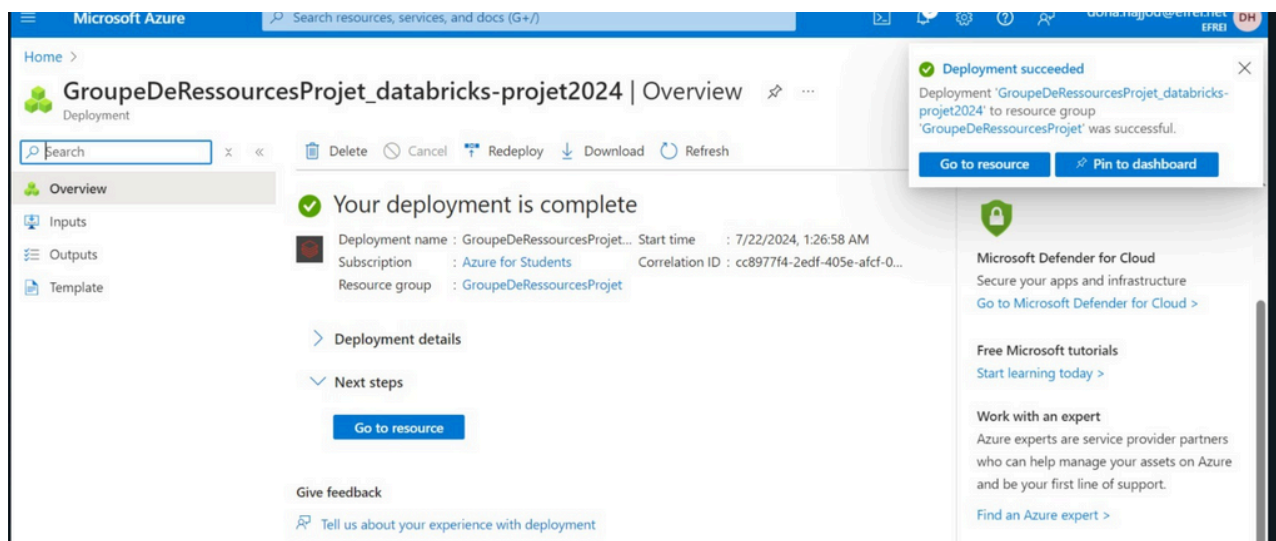 Microsoft Azure
Search resources, services, and docs (G+/)
EFREI
DH
Home >
GroupeDeRessourcesProjet_databricks-projet2024 | Overview
Deployment
Search
Delete Cancel Redeploy Download Refresh
Overview
Inputs
Outputs
Template
Your deployment is complete
Deployment name : GroupeDeRessourcesProjet... Start time : 7/22/2024, 1:26:58 AM
Subscription : Azure for Students Correlation ID : cc8977f4-2edf-405e-afcf-0...
Resource group : GroupeDeRessourcesProjet
Deployment details
Next steps
Go to resource
Give feedback
Tell us about your experience with deployment
Deployment succeeded
Deployment 'GroupeDeRessourcesProjet_databricks-
projet2024' to resource group
'GroupeDeRessourcesProjet' was successful.
Go to resource Pin to dashboard
Microsoft Defender for Cloud
Secure your apps and infrastructure
Go to Microsoft Defender for Cloud >
Free Microsoft tutorials
Start learning today >
Work with an expert
Azure experts are service provider partners
who can help manage your assets on Azure
and be your first line of support.
Find an Azure expert >